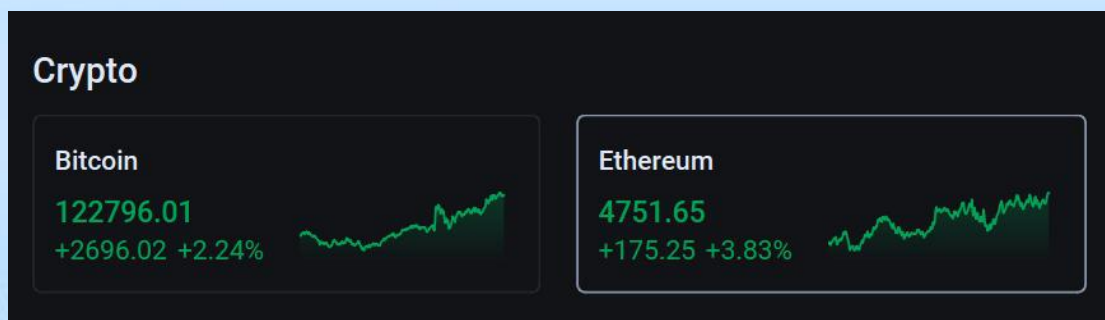 Crypto
Bitcoin
122796.01
+2696.02 +2.24%
Ethereum
4751.65
+175.25 +3.83%